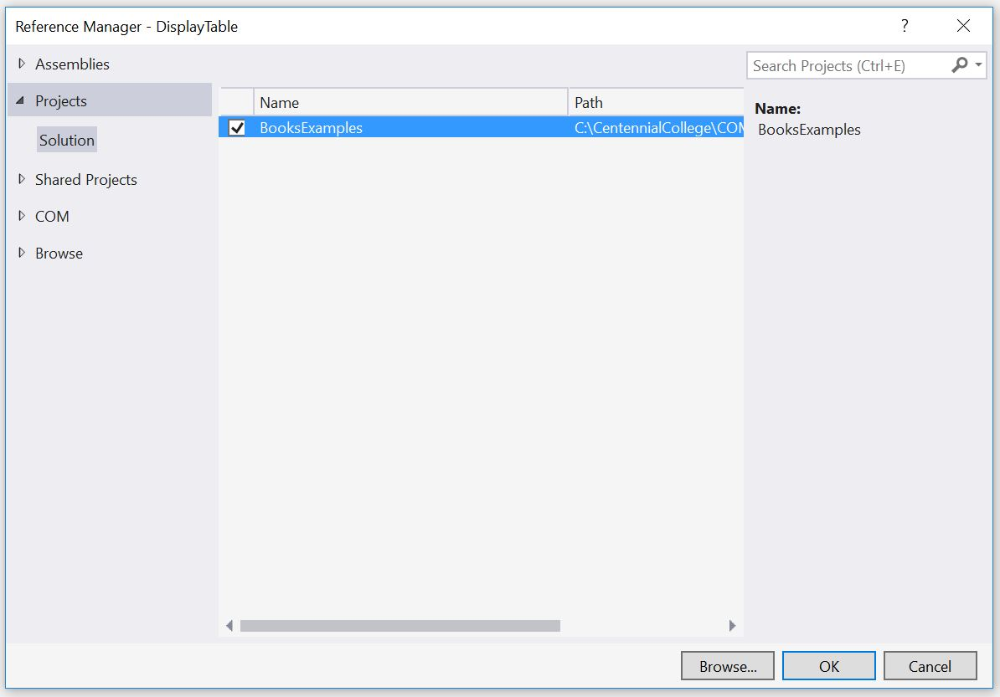 Reference Manager - DisplayTable
?
Assemblies
Projects
Solution
Shared Projects
COM
Browse
Name
Path
BooksExamples
C:\CentennialCollege\COM
Search Projects (Ctrl+E)
Name:
BooksExamples
Browse...
OK
Cancel